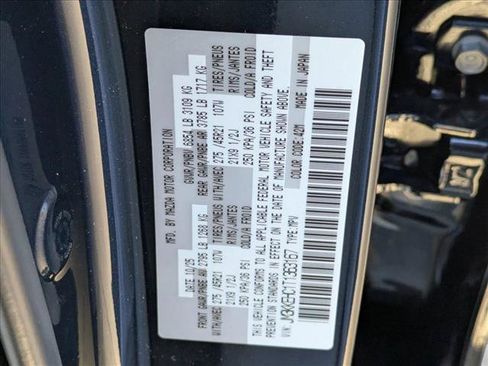 MFD. BY MAZDA MOTOR CORPORATION
DATE 10/25 GVWR/PNBV 6854 LB 3109 KG
FRONT GAWR/PNBE AV 2795 LB 1268 KG REAR GAWR/PNBE AR 3785 LB 1717 KG
WITH/AVEC 275 /45R21 107W TIRES/PNEUS WITH/AVEC 275 /45R21 107W TIRES/PNEUS
21X9 1/2J RIMS/JANTES 21X9 1/2J RIMS/JANTES
250 KPA/36 PSI COLD/A FROID 250 KPA/36 PSI COLD/A FROID
THIS VEHICLE CONFORMS TO ALL APPLICABLE FEDERAL MOTOR VEHICLE SAFETY AND THEFT
PREVENTION STANDARDS IN EFFECT ON THE DATE OF MANUFACTURE SHOWN ABOVE.
VIN: TYPE: MPV COLOR CODE: 42M MADE IN JAPAN